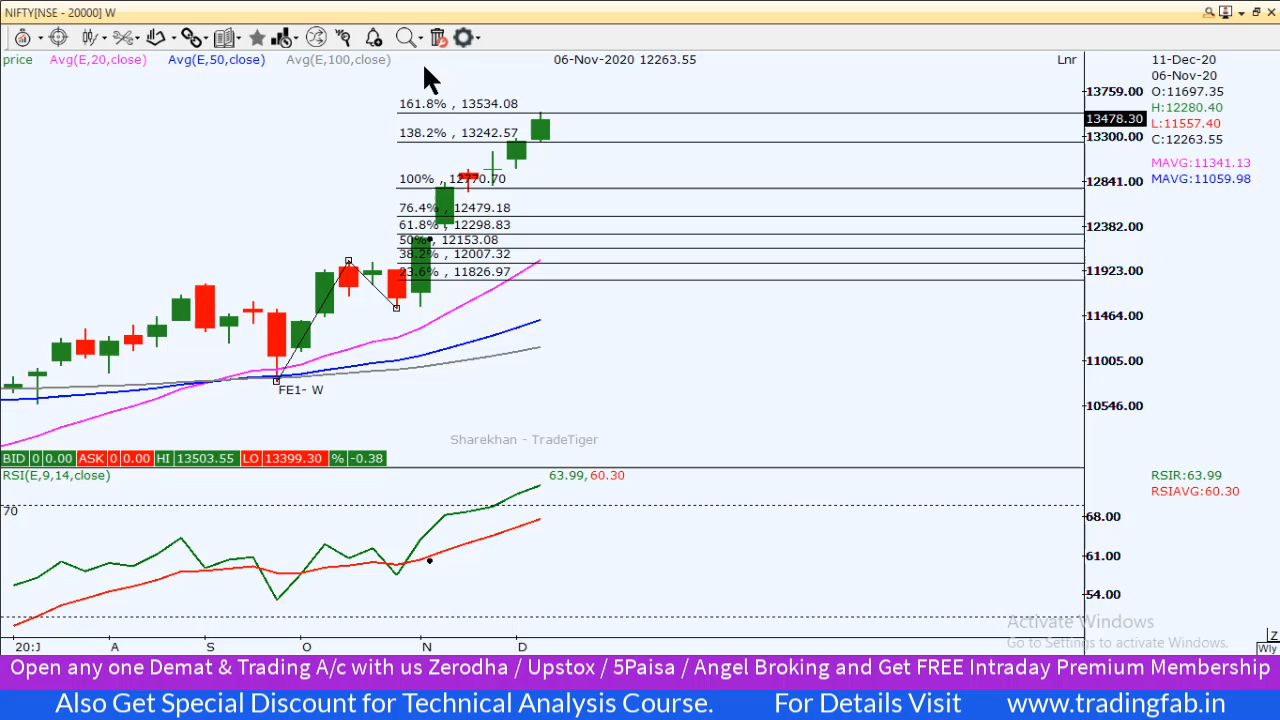 NIFTY[NSE - 20000] W
price Avg(E,20,close) Avg(E,50,close) Avg(E,100,close) 06-Nov-2020 12263.55 Lnr 11-Dec-20
06-Nov-20
O:11697.35
H:12280.40
L:11557.40
C:12263.55
MAVG:11341.13
MAVG:11059.98
161.8% , 13534.08
138.2% , 13242.57
100% , 12770.70
76.4% , 12479.18
61.8% , 12298.83
50% , 12153.08
38.2% , 12007.32
23.6% , 11826.97
13759.00
13478.30
13300.00
12841.00
12382.00
11923.00
11464.00
11005.00
10546.00
FE1- W
Sharekhan - TradeTiger
BID 0 0.00 ASK 0 0.00 HI 13503.55 LO 13399.30 % -0.38
RSI(E,9,14,close) 63.99,60.30 RSIR:63.99
RSIAVG:60.30
70
68.00
61.00
54.00
Activate Windows
Go to Settings to activate Windows.
20:J A S O N D
Z
Wly
Open any one Demat & Trading A/c with us Zerodha / Upstox / 5Paisa / Angel Broking and Get FREE Intraday Premium Membership
Also Get Special Discount for Technical Analysis Course. For Details Visit www.tradingfab.in